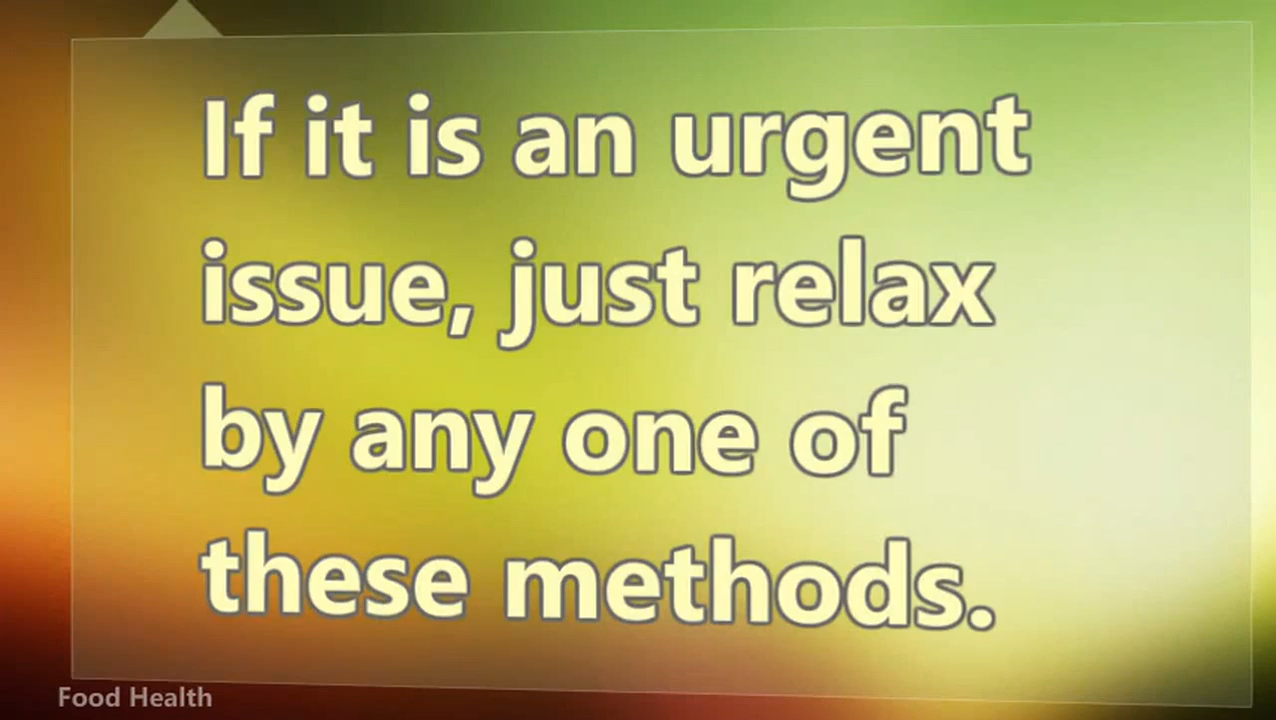 If it is an urgent
issue, just relax
by any one of
these methods.
Food Health